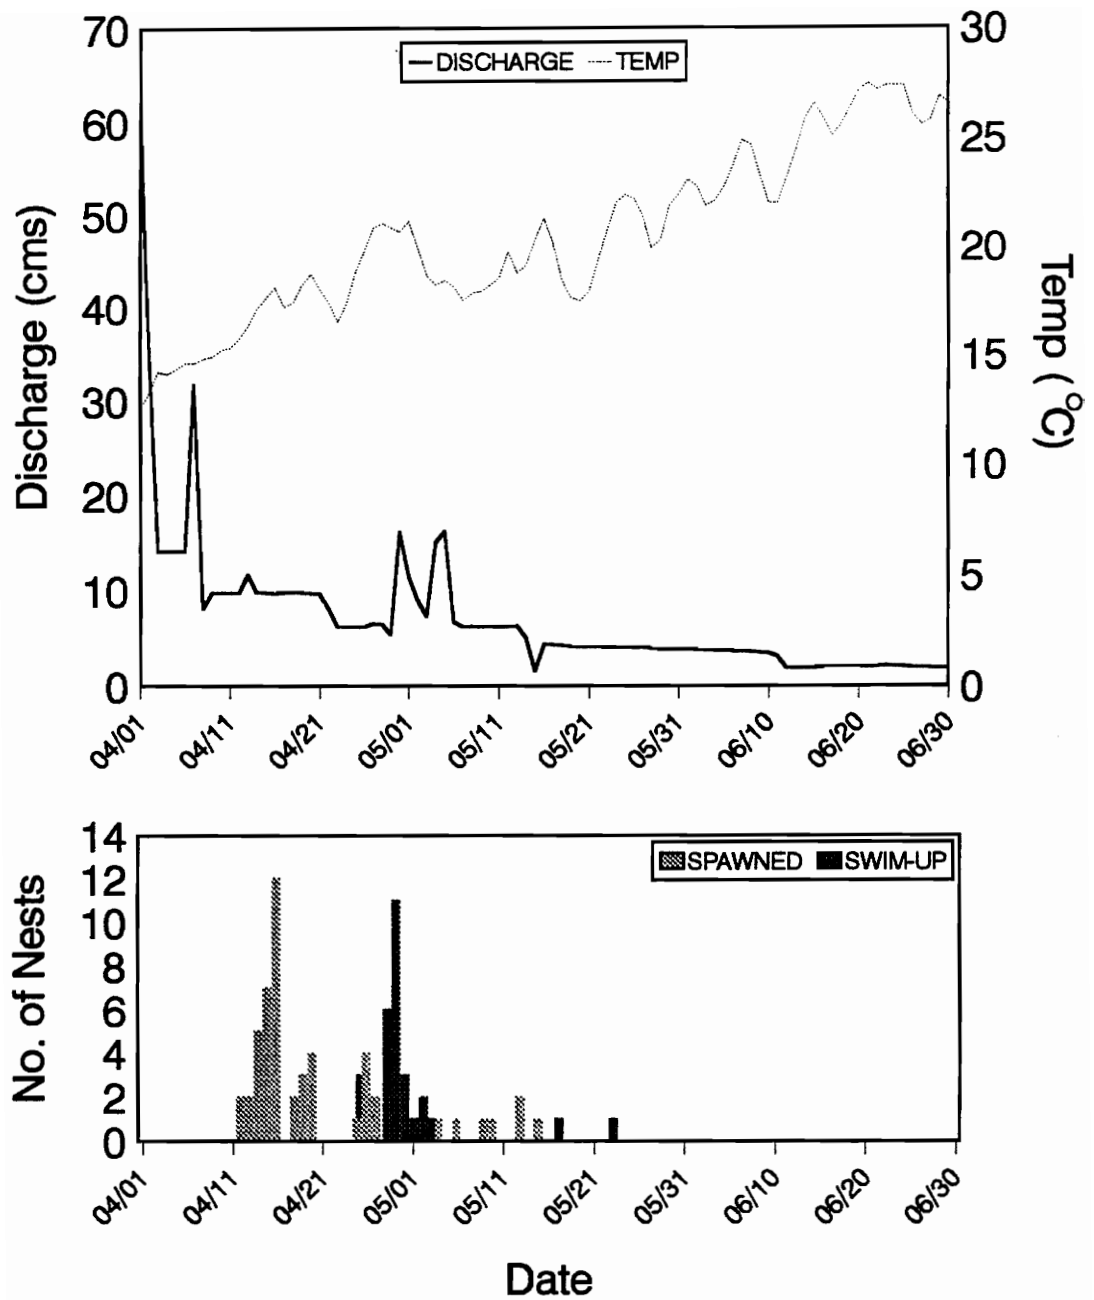 70
60
50
40
30
20
10
0
Discharge (cms)
DISCHARGE TEMP
30
25
20
15
10
5
0
Temp (°C)
04/01 04/11 04/21 05/01 05/11 05/21 05/31 06/10 06/20 06/30
14
12
10
8
6
4
2
0
No. of Nests
SPAWNED SWIM-UP
04/01 04/11 04/21 05/01 05/11 05/21 05/31 06/10 06/20 06/30
Date